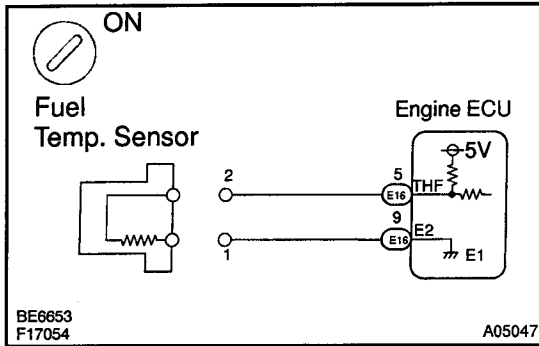 ON
Fuel
Temp. Sensor
Engine ECU
5V
2
5
THF
E16
9
E2
1
E16
E1
BE6653
F17054
A05047